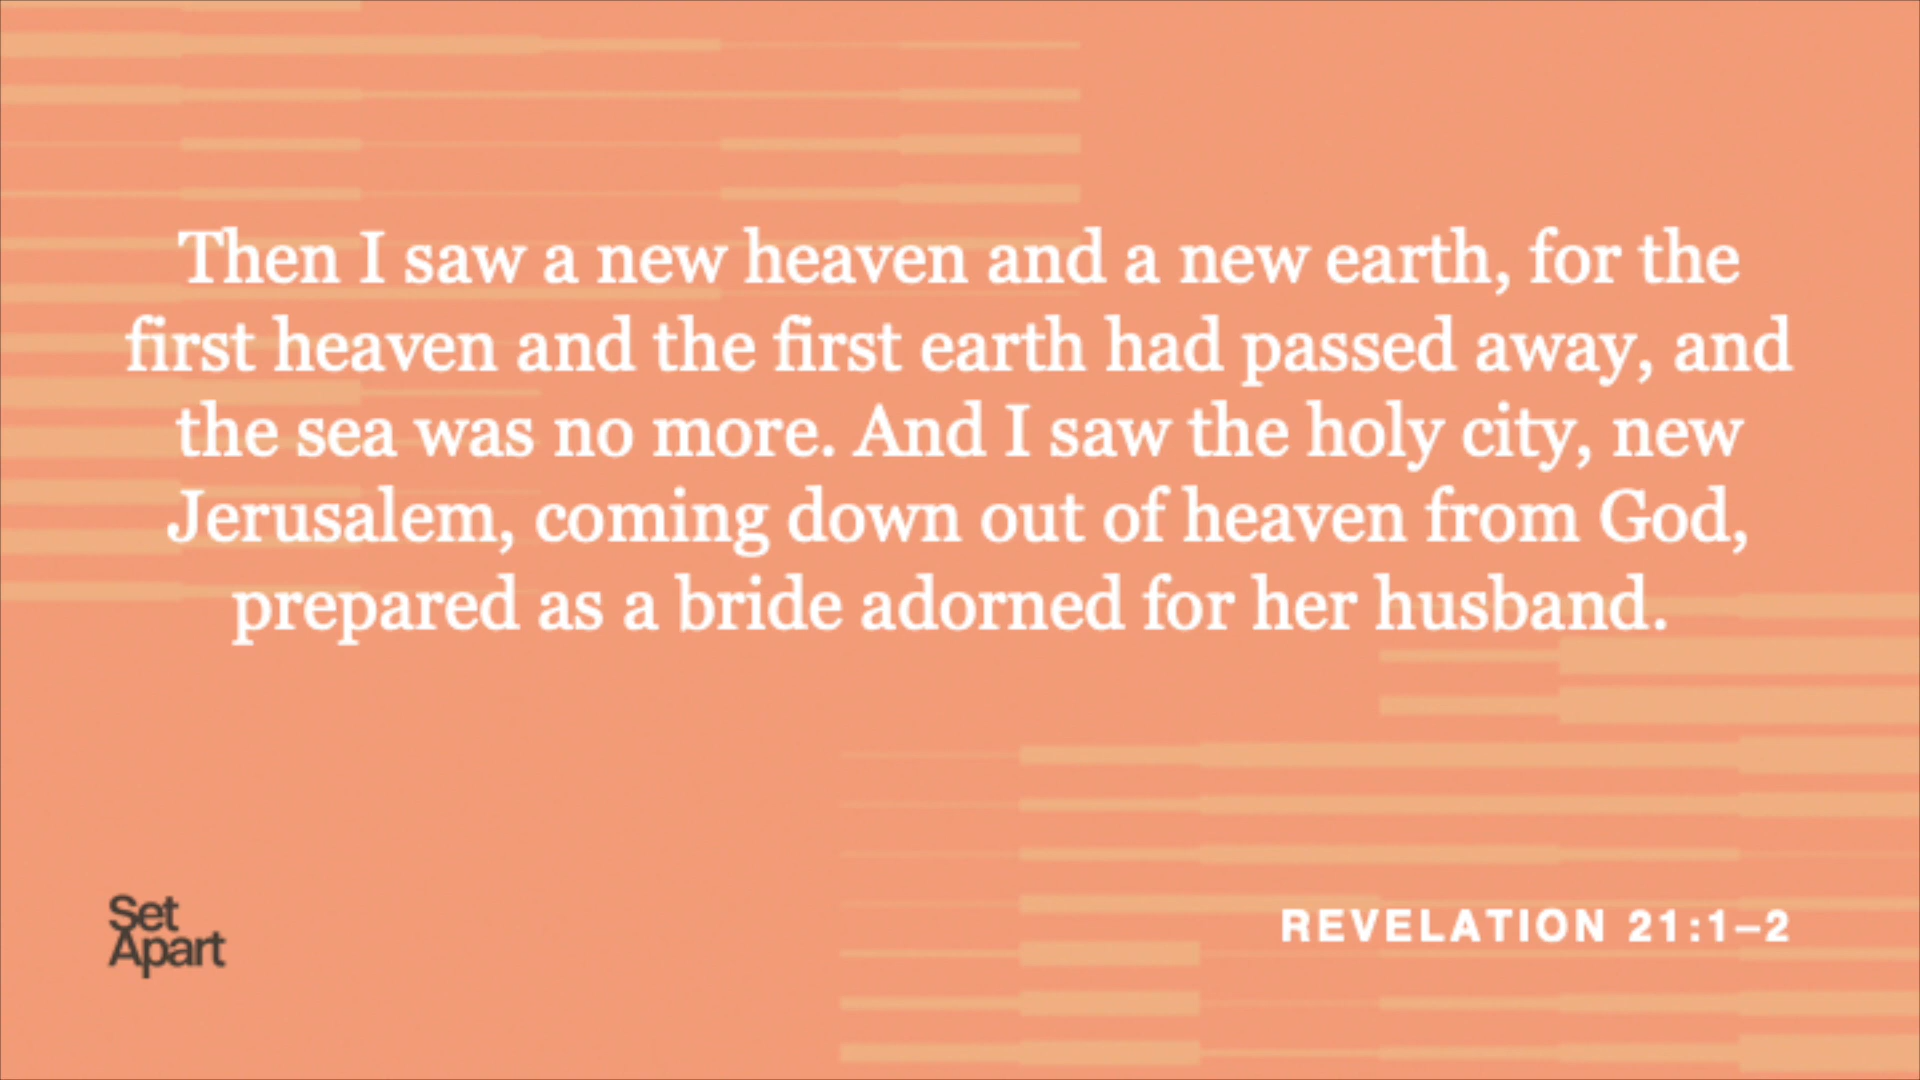 Then I saw a new heaven and a new earth, for the
first heaven and the first earth had passed away, and
the sea was no more. And I saw the holy city, new
Jerusalem, coming down out of heaven from God,
prepared as a bride adorned for her husband.
Set
Apart
REVELATION 21:1–2